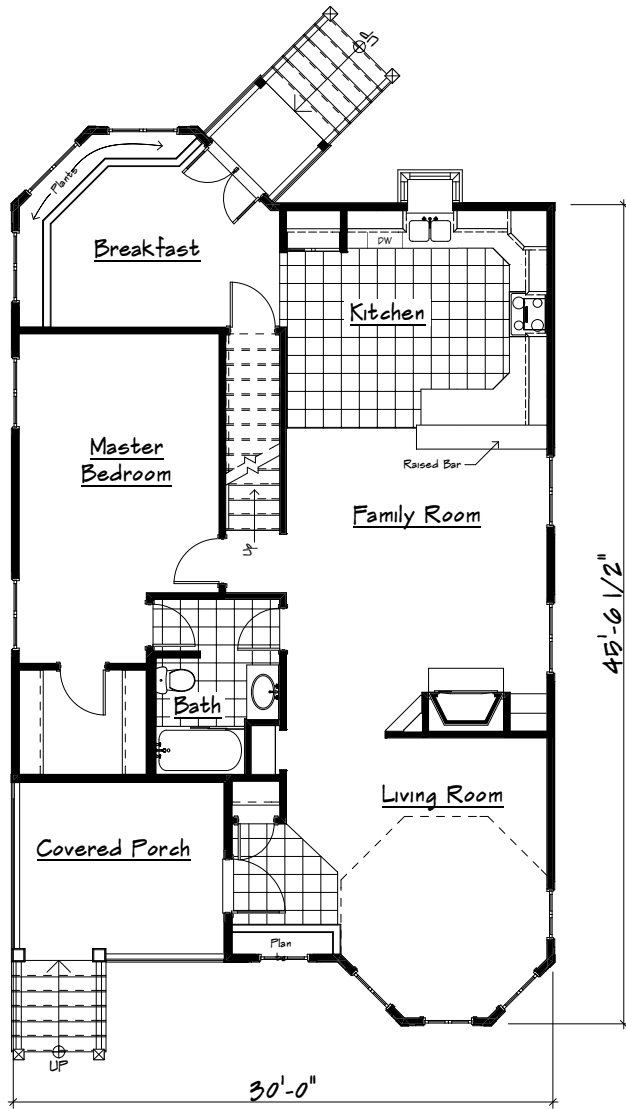 UP
Plants
Breakfast
DW
Kitchen
Master
Bedroom
Raised Bar
Family Room
Up
45'-6 1/2"
Bath
Living Room
Covered Porch
Plan
ts
UP
30'-0"